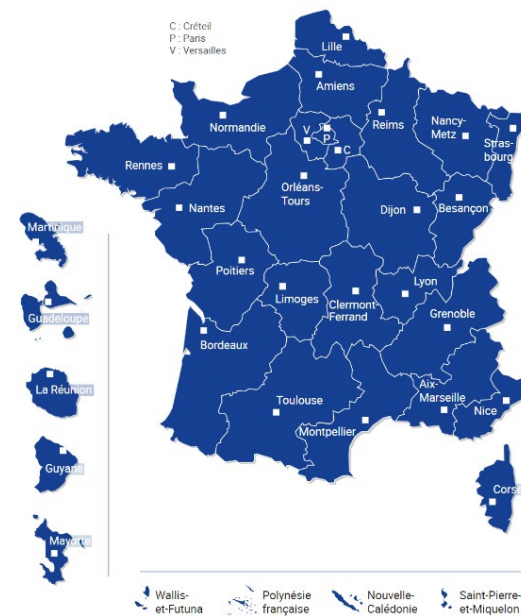 C : Créteil
P : Paris
V : Versailles
Lille
Amiens
Normandie
Reims
Nancy-
Metz
Stras-
bourg
V
P
C
Rennes
Orléans-
Tours
Nantes
Dijon
Besançon
Martinique
Poitiers
Limoges
Clermont-
Ferrand
Lyon
Grenoble
Guadeloupe
Bordeaux
La Réunion
Toulouse
Aix-
Marseille
Nice
Montpellier
Guyane
Corse
Mayotte
Wallis-
et-Futuna
Polynésie
française
Nouvelle-
Calédonie
Saint-Pierre-
et-Miquelon